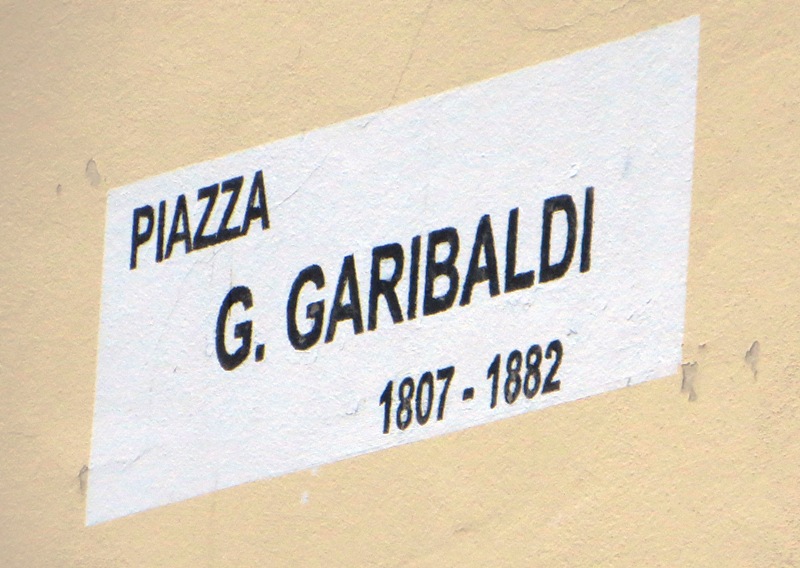 PIAZZA
G. GARIBALDI
1807 - 1882